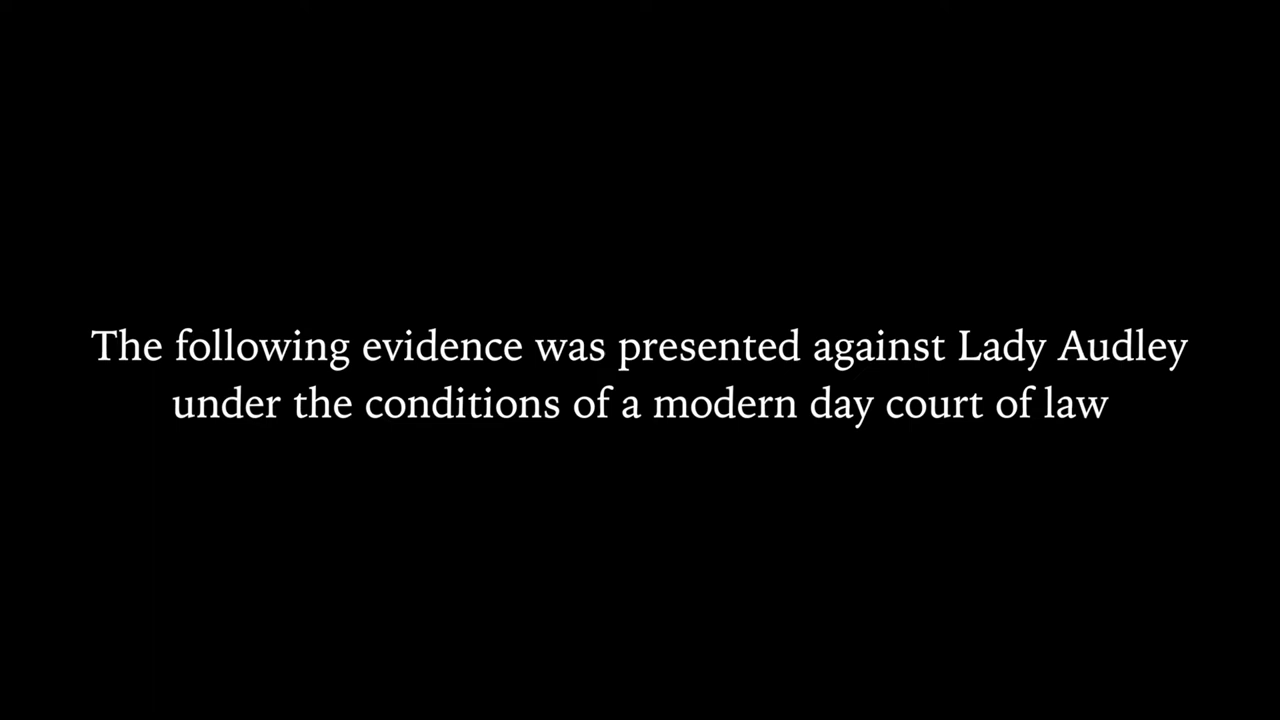 The following evidence was presented against Lady Audley
under the conditions of a modern day court of law